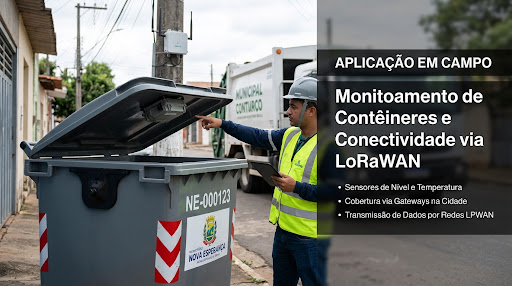 MUNICIPAL
CONTURCO
NE-000123
NOVA ESPERANÇA
APLICAÇÃO EM CAMPO
Monitoamento de
Contêineres e
Conectividade via
LoRaWAN
• Sensores de Nível e Temperatura
• Cobertura via Gateways na Cidade
• Transmissão de Dados por Redes LPWAN